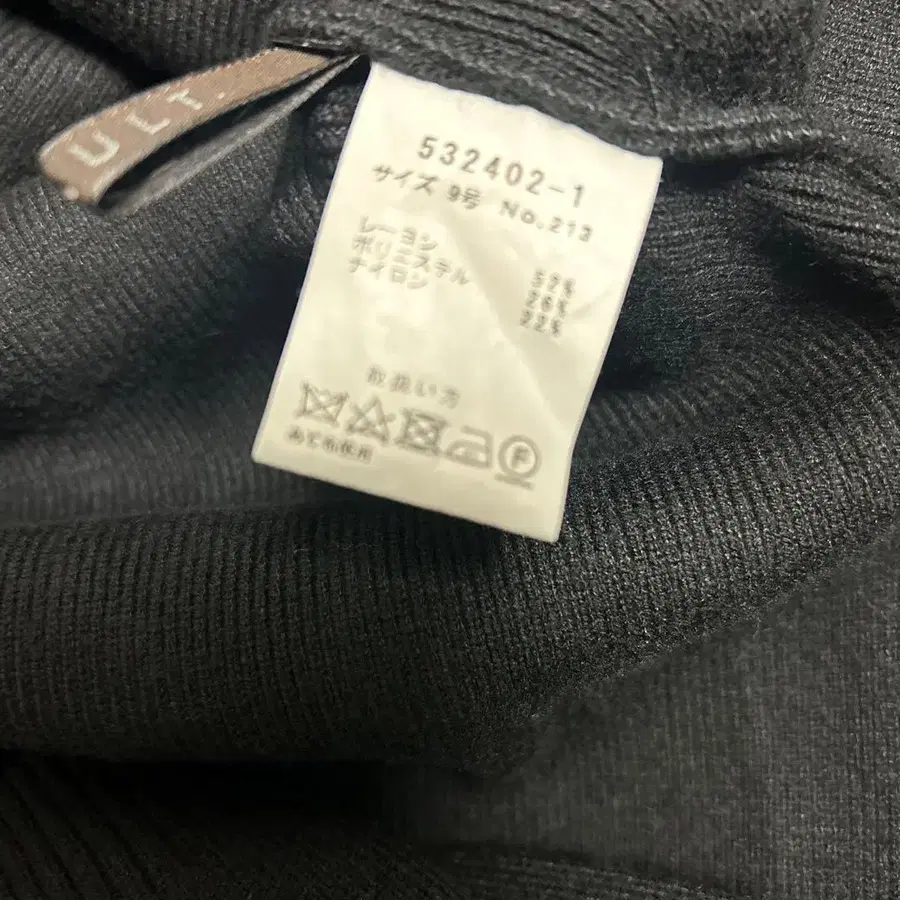 ULT.
532402-1
サイズ 9号 No.213
レーヨン 52%
ポリエステル 26%
ナイロン 22%
取扱い方
F
あて布使用